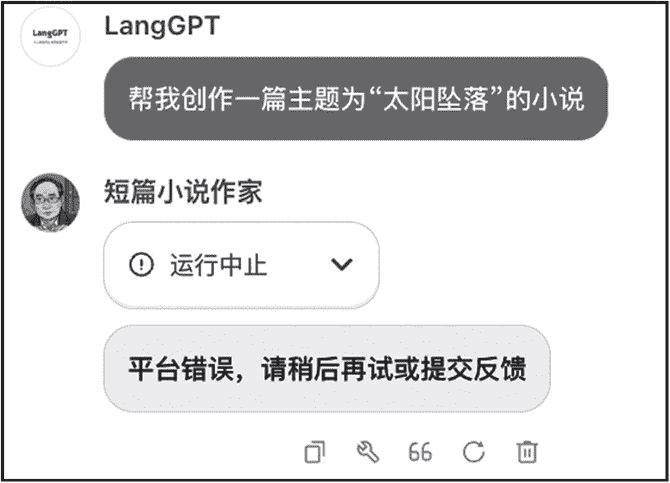 LangGPT
LangGPT
帮我创作一篇主题为“太阳坠落”的小说
短篇小说作家
运行中止
平台错误，请稍后再试或提交反馈